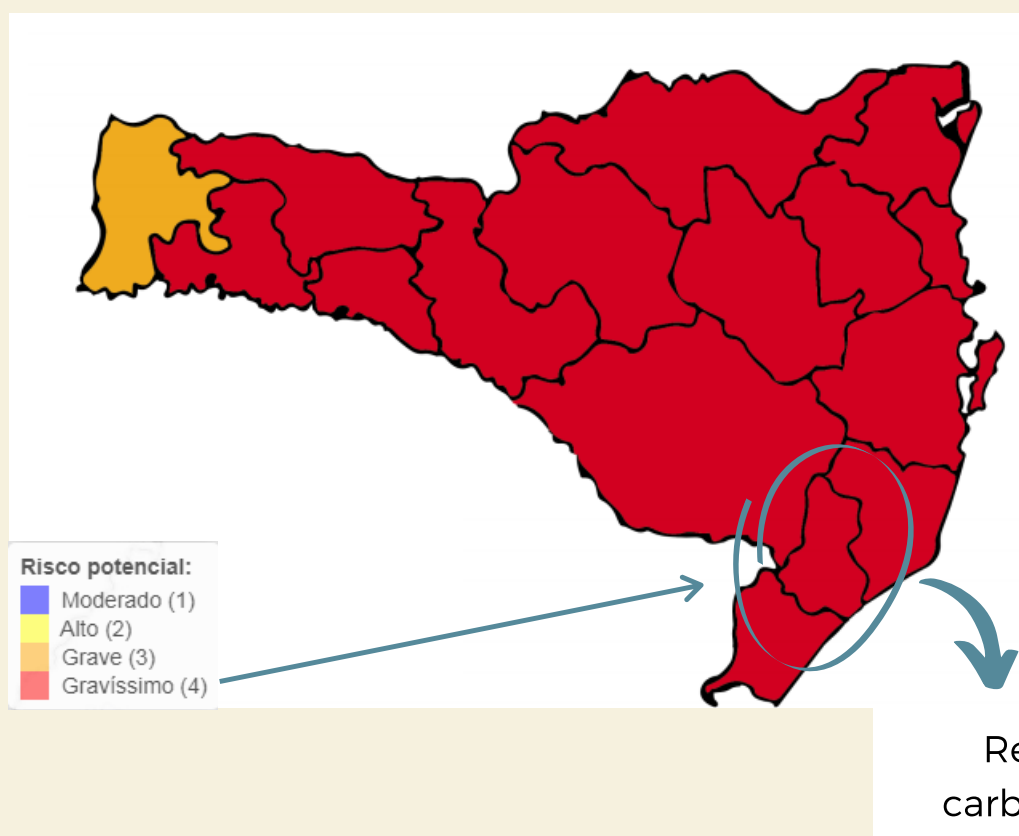 Risco potencial:
Moderado (1)
Alto (2)
Grave (3)
Gravíssimo (4)